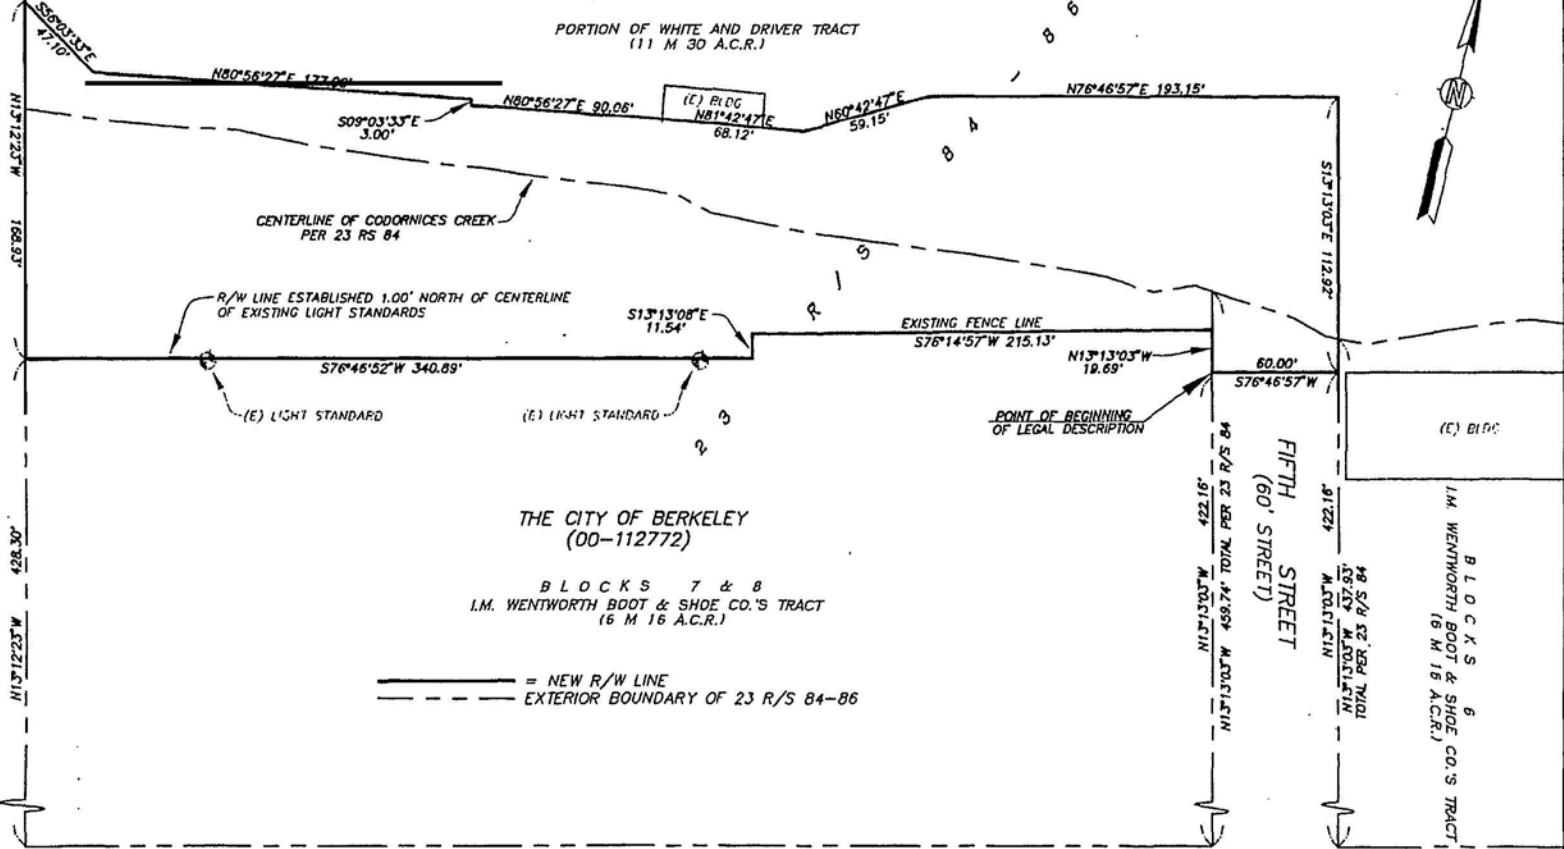 PORTION OF WHITE AND DRIVER TRACT
(11 M 30 A.C.R.)
S56°03'33"E
47.10'
N80°56'27"E 177.00'
S09°03'33"E
3.00'
N80°56'27"E 90.06'
(E) BLDG
N81°42'47"E
68.12'
N60°42'47"E
59.15'
N76°46'57"E 193.15'
N
N13°12'23"W 168.93'
CENTERLINE OF CODORNICES CREEK
PER 23 RS 84
S13°13'03"E 112.92'
23 R/S 84-86
R/W LINE ESTABLISHED 1.00' NORTH OF CENTERLINE
OF EXISTING LIGHT STANDARDS
S13°13'08"E
11.54'
EXISTING FENCE LINE
S76°14'57"W 215.13'
N13°13'03"W
19.69'
60.00'
S76°46'57"W
S76°46'52"W 340.89'
(E) LIGHT STANDARD
(E) LIGHT STANDARD
POINT OF BEGINNING
OF LEGAL DESCRIPTION
(E) BLDG
THE CITY OF BERKELEY
(00-112772)
BLOCKS 7 & 8
I.M. WENTWORTH BOOT & SHOE CO.'S TRACT
(6 M 16 A.C.R.)
N13°12'23"W 428.30'
N13°13'03"W 422.16'
N13°13'03"W 459.74' TOTAL PER 23 R/S 84
FIFTH STREET
(60' STREET)
N13°13'03"W 422.16'
N13°13'03"W 437.93'
TOTAL PER 23 R/S 84
BLOCKS 6
I.M. WENTWORTH BOOT & SHOE CO.'S TRACT
(6 M 16 A.C.R.)
= NEW R/W LINE
EXTERIOR BOUNDARY OF 23 R/S 84-86